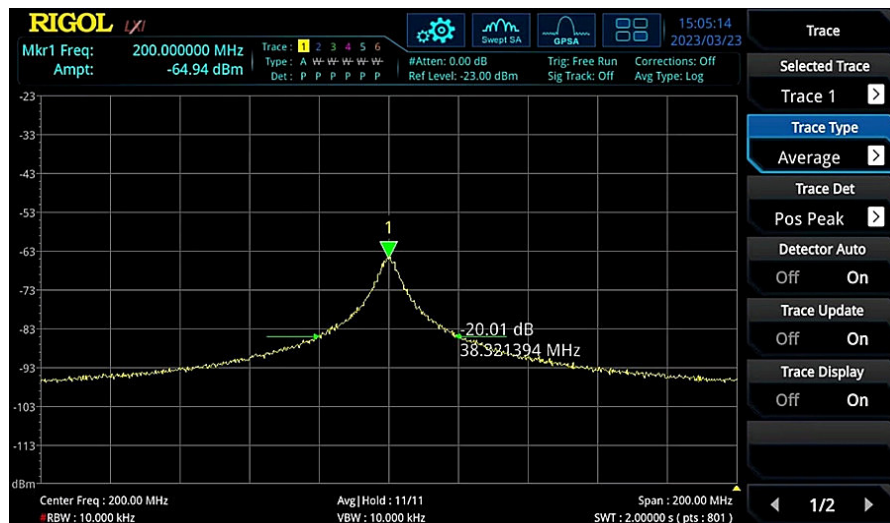 RIGOL LXI
Swept SA
GPSA
15:05:14
2023/03/23
Mkr1 Freq: 200.000000 MHz
Ampt: -64.94 dBm
Trace: 1 2 3 4 5 6
Type: A W W W W W
Det: P P P P P P
#Atten: 0.00 dB
Ref Level: -23.00 dBm
Trig: Free Run
Sig Track: Off
Corrections: Off
Avg Type: Log
-23
-33
-43
-53
-63
-73
-83
-93
-103
-113
dBm
1
-20.01 dB
38.321394 MHz
Center Freq : 200.00 MHz
#RBW : 10.000 kHz
Avg|Hold : 11/11
VBW : 10.000 kHz
Span : 200.00 MHz
SWT : 2.00000 s ( pts : 801 )
Trace
Selected Trace
Trace 1
Trace Type
Average
Trace Det
Pos Peak
Detector Auto
Off On
Trace Update
Off On
Trace Display
Off On
1/2